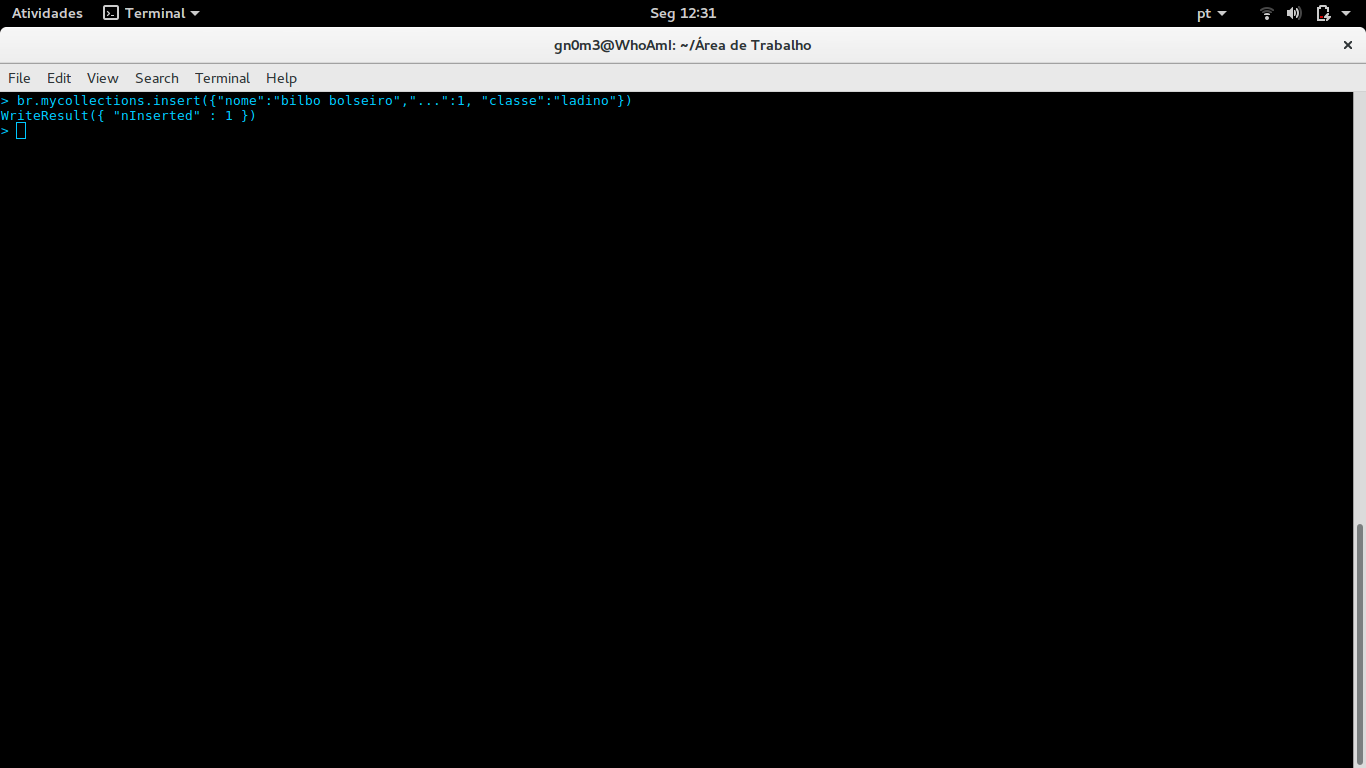 Atividades Terminal Seg 12:31 pt
gn0m3@WhoAmI: ~/Área de Trabalho
File Edit View Search Terminal Help
> br.mycollections.insert({"nome":"bilbo bolseiro","...":1, "classe":"ladino"})
WriteResult({ "nInserted" : 1 })
>